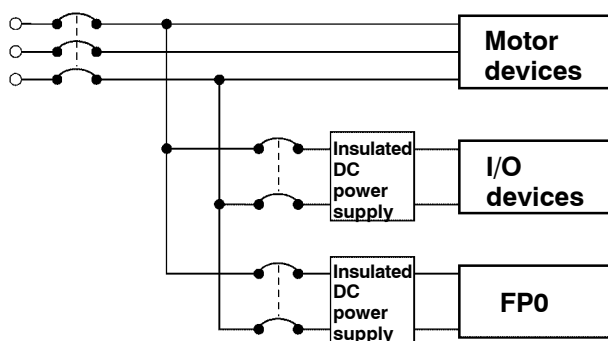 Motor
devices
Insulated
DC
power
supply
I/O
devices
Insulated
DC
power
supply
FP0